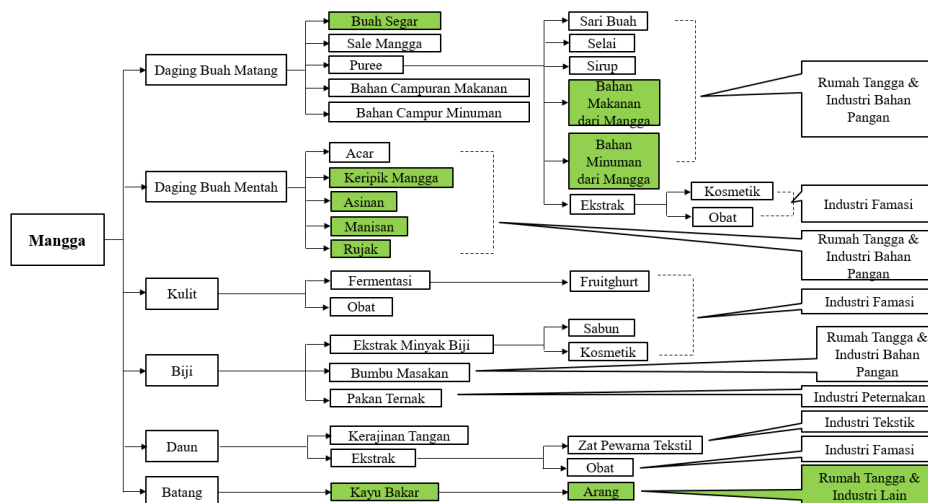 Mangga
Daging Buah Matang
Buah Segar
Sale Mangga
Puree
Bahan Campuran Makanan
Bahan Campur Minuman
Sari Buah
Selai
Sirup
Bahan
Makanan
dari Mangga
Bahan
Minuman
dari Mangga
Ekstrak
Kosmetik
Obat
Rumah Tangga &
Industri Bahan
Pangan
Industri Famasi
Daging Buah Mentah
Acar
Keripik Mangga
Asinan
Manisan
Rujak
Rumah Tangga &
Industri Bahan
Pangan
Kulit
Fermentasi
Fruitghurt
Obat
Industri Famasi
Biji
Ekstrak Minyak Biji
Sabun
Kosmetik
Bumbu Masakan
Rumah Tangga &
Industri Bahan
Pangan
Pakan Ternak
Industri Peternakan
Daun
Kerajinan Tangan
Ekstrak
Zat Pewarna Tekstil
Industri Tekstik
Obat
Industri Famasi
Batang
Kayu Bakar
Arang
Rumah Tangga &
Industri Lain